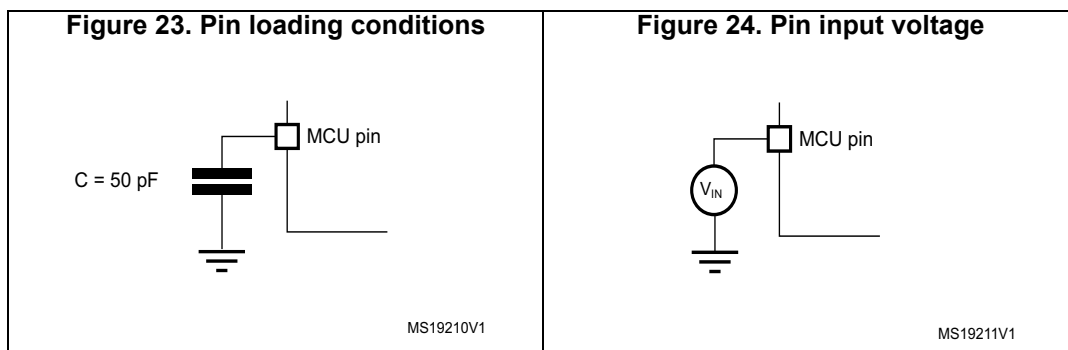 Figure 23. Pin loading conditions
MCU pin
C = 50 pF
MS19210V1
Figure 24. Pin input voltage
MCU pin
VIN
MS19211V1